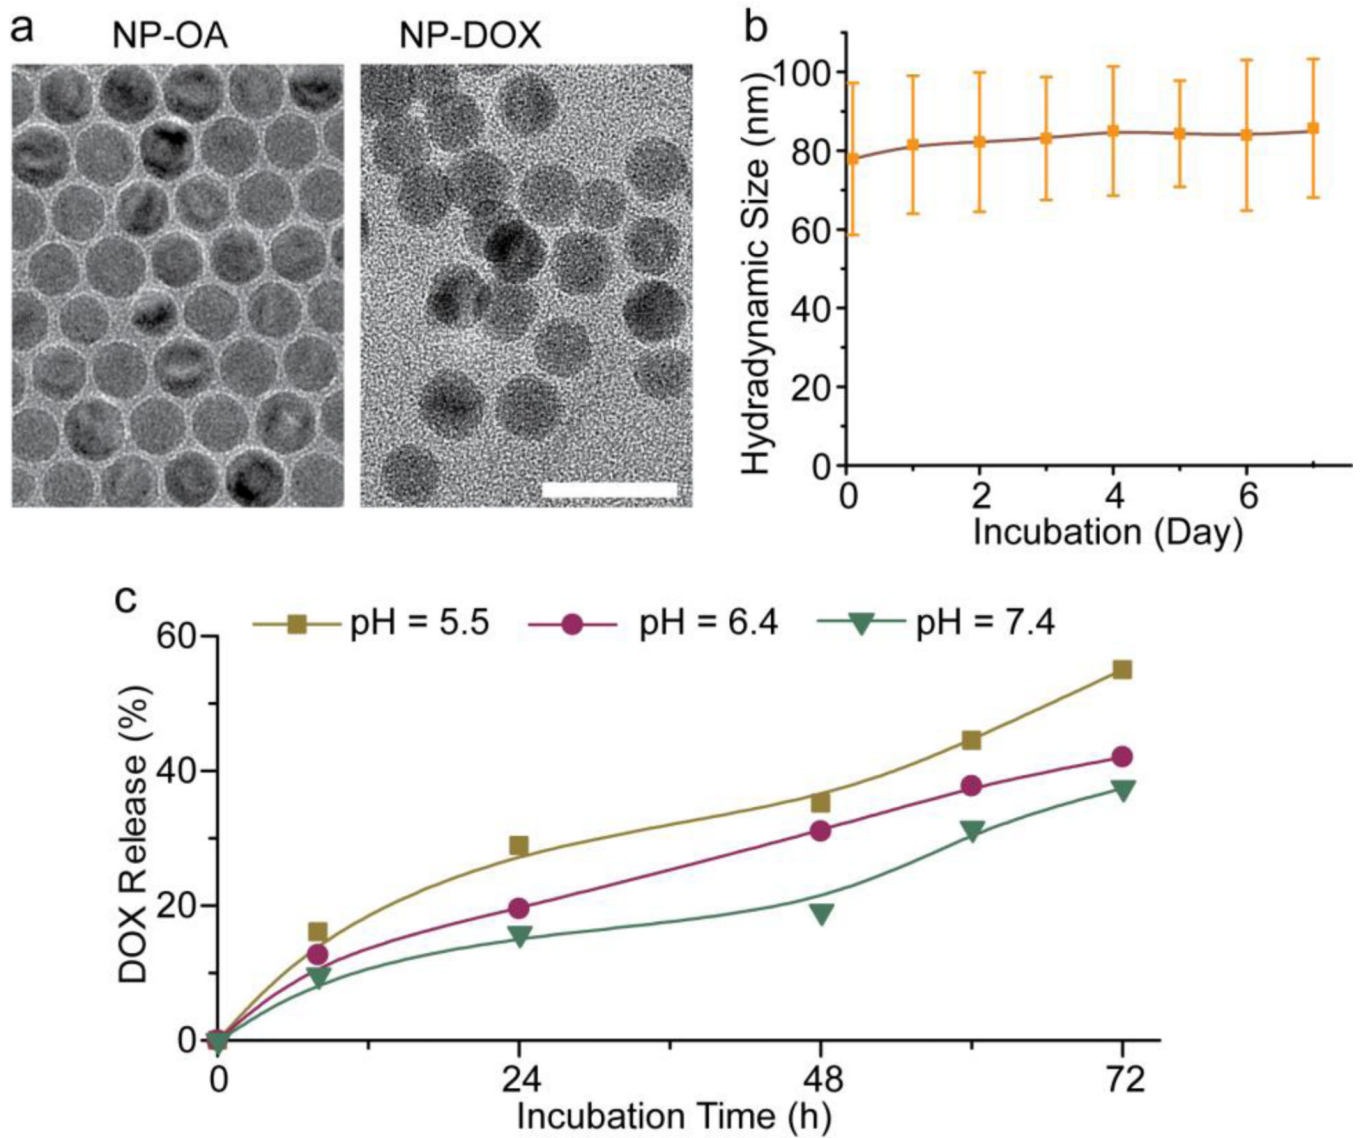 a
NP-OA
NP-DOX
b
Hydradynamic Size (nm)
100
80
60
40
20
0
0 2 4 6
Incubation (Day)
c
pH = 5.5 pH = 6.4 pH = 7.4
DOX Release (%)
60
40
20
0
0 24 48 72
Incubation Time (h)